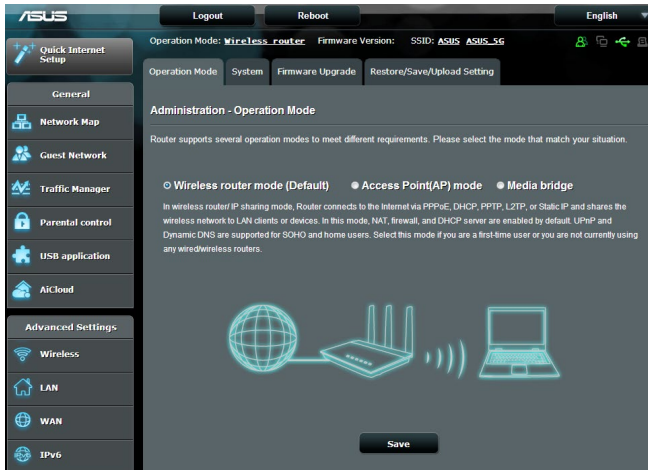 ASUS
Logout Reboot English
Operation Mode: Wireless router Firmware Version: SSID: ASUS ASUS_5G
Quick Internet
Setup
Operation Mode System Firmware Upgrade Restore/Save/Upload Setting
General
Administration - Operation Mode
Network Map
Router supports several operation modes to meet different requirements. Please select the mode that match your situation.
Guest Network
Traffic Manager
Wireless router mode (Default) Access Point(AP) mode Media bridge
In wireless router/ IP sharing mode, Router connects to the Internet via PPPoE, DHCP, PPTP, L2TP, or Static IP and shares the
wireless network to LAN clients or devices. In this mode, NAT, firewall, and DHCP server are enabled by default. UPnP and
Parental control
Dynamic DNS are supported for SOHO and home users. Select this mode if you are a first-time user or you are not currently using
any wired/wireless routers.
USB application
AiCloud
Advanced Settings
Wireless
LAN
WAN
Save
IPv6
IPv6